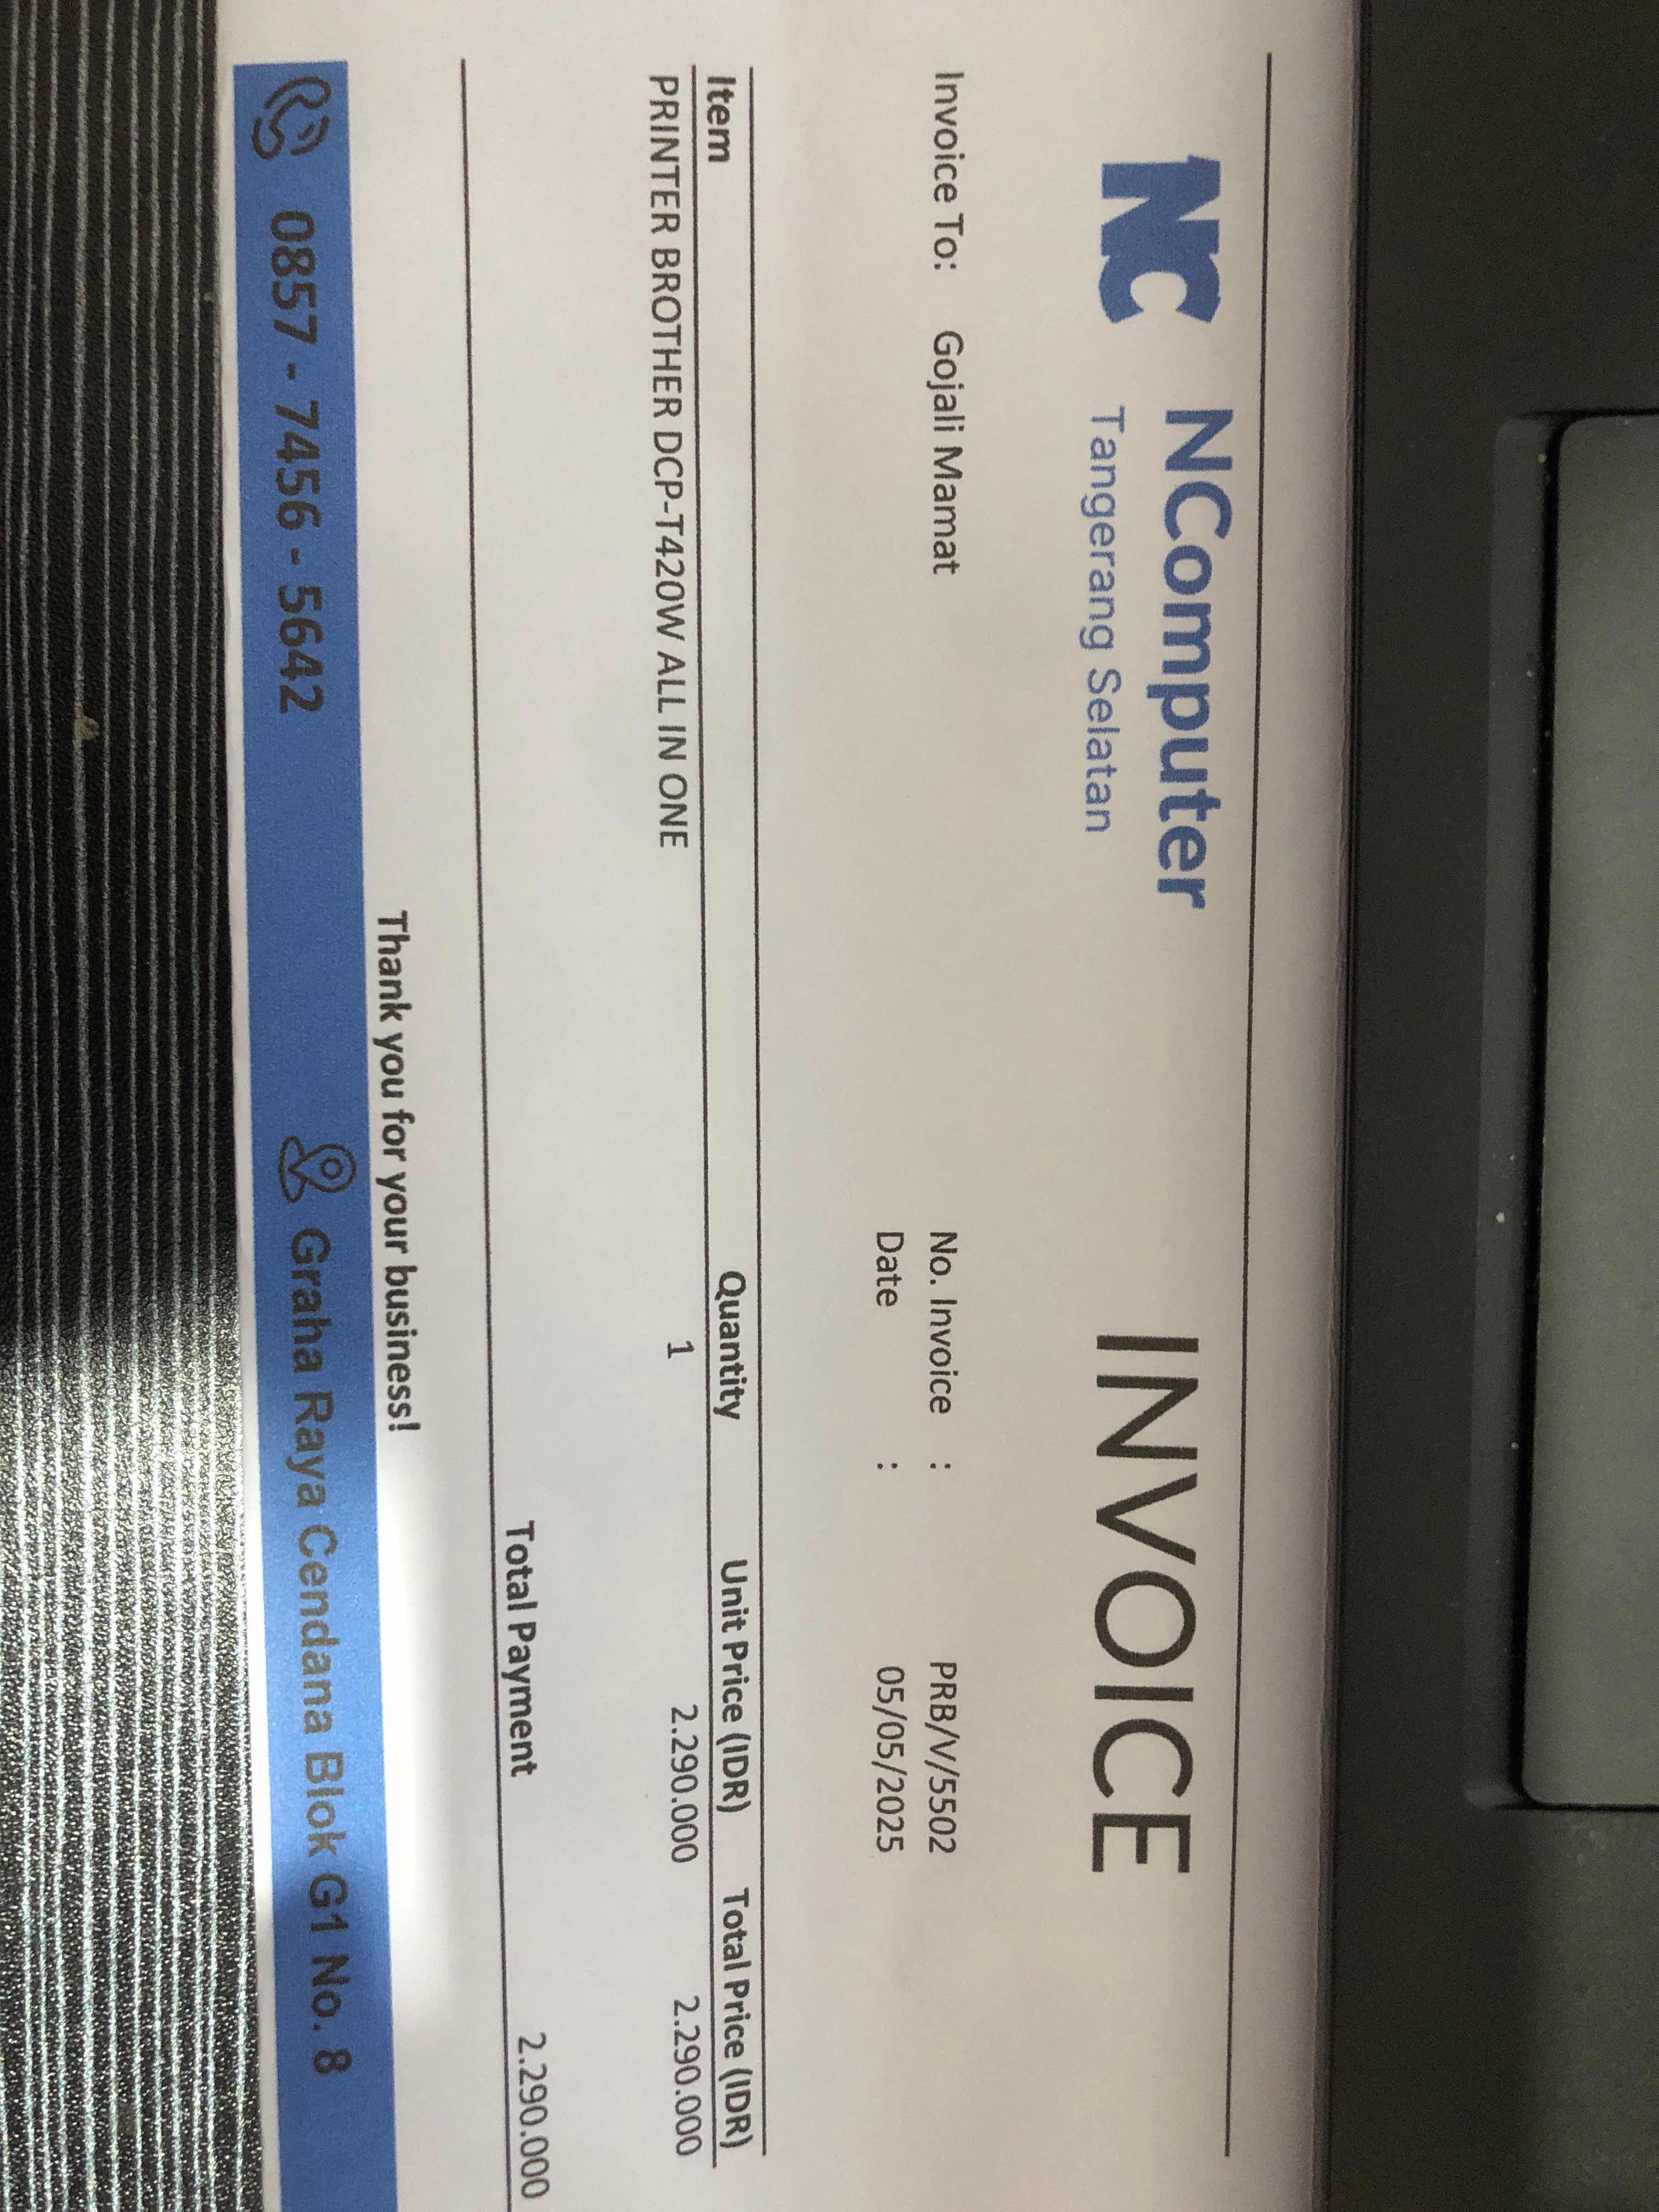 NC NComputer
Tangerang Selatan
INVOICE
Invoice To: Gojali Mamat
No. Invoice : PRB/V/5502
Date : 05/05/2025
Item Quantity Unit Price (IDR) Total Price (IDR)
PRINTER BROTHER DCP-T420W ALL IN ONE 1 2.290.000 2.290.000
Total Payment 2.290.000
Thank you for your business!
0857 - 7456 - 5642 Graha Raya Cendana Blok G1 No. 8